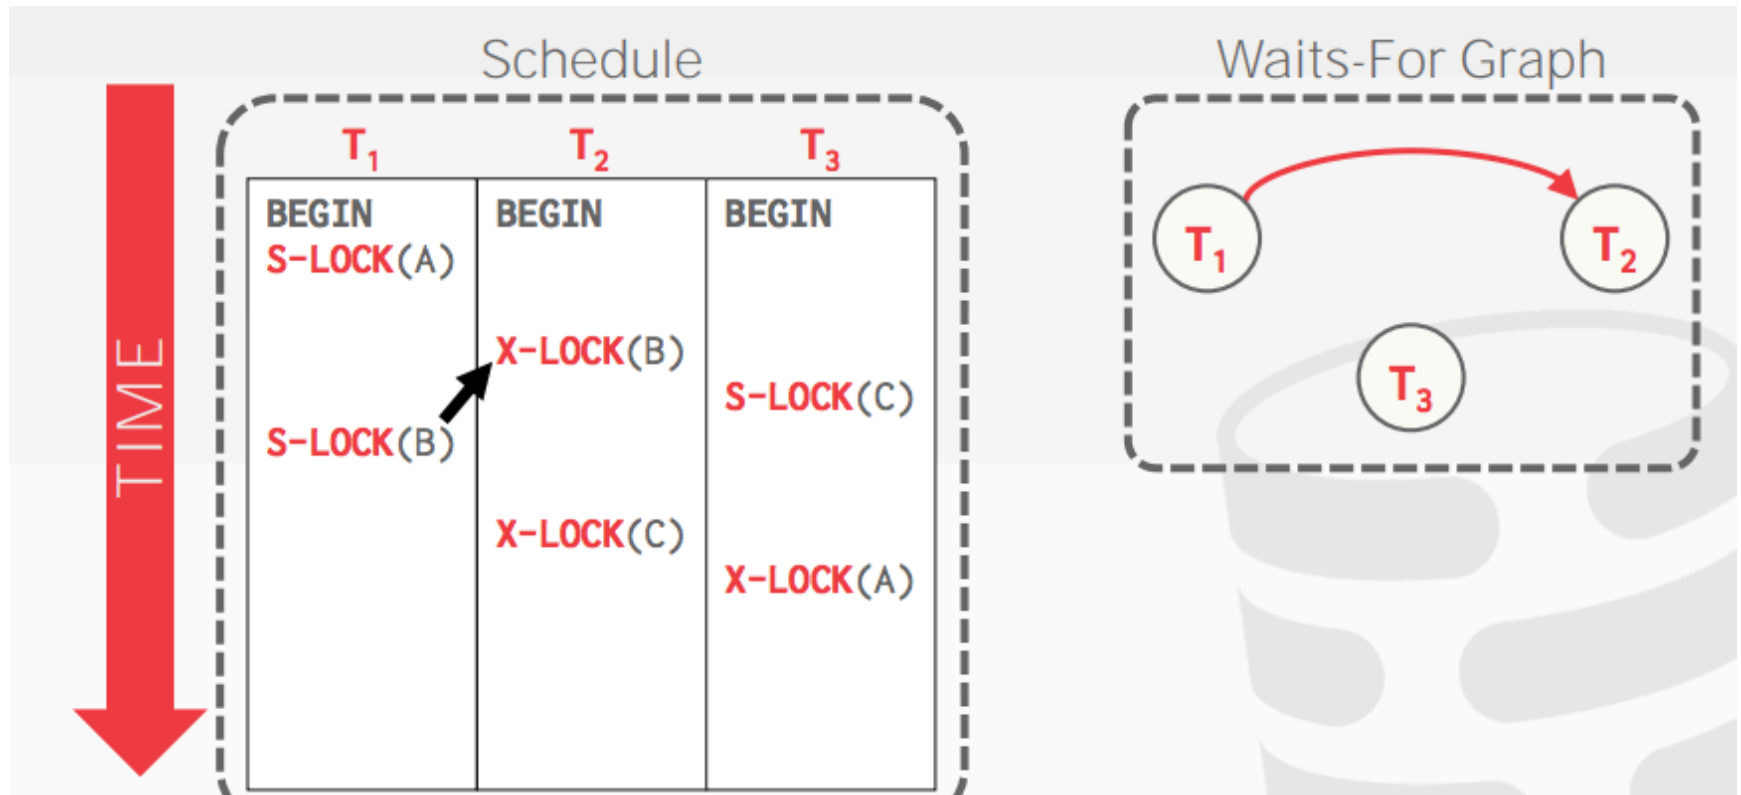 Schedule
Waits-For Graph
TIME
T1 T2 T3
BEGIN BEGIN BEGIN
S-LOCK(A)
X-LOCK(B)
S-LOCK(C)
S-LOCK(B)
X-LOCK(C)
X-LOCK(A)
T1 T2
T3